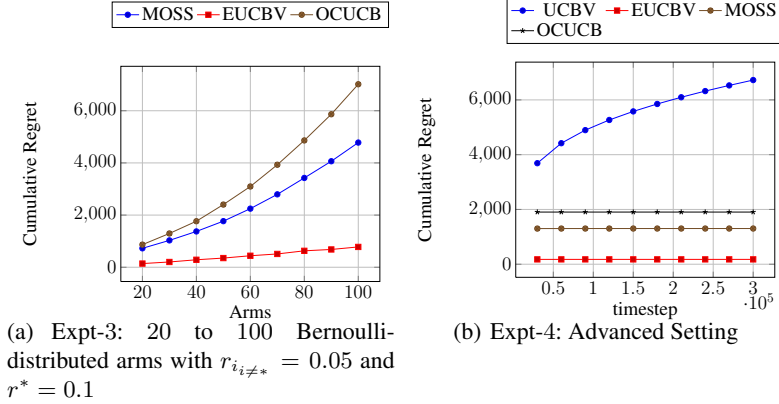 MOSS EUCBV OCUCB
6,000
4,000
2,000
0
20 40 60 80 100
Arms
Cumulative Regret
(a) Expt-3: 20 to 100 Bernoulli-
distributed arms with r_{i_{i≠*}} = 0.05 and
r* = 0.1
UCBV EUCBV MOSS
OCUCB
6,000
4,000
2,000
0
0.5 1 1.5 2 2.5 3
·10^5
timestep
Cumulative Regret
(b) Expt-4: Advanced Setting